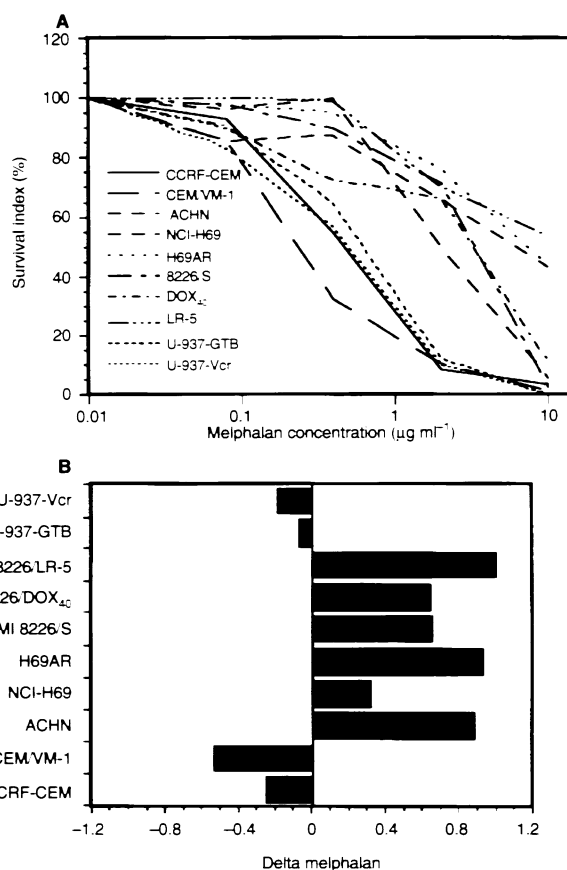 A
120
100
80
60
40
20
0
Survival index (%)
CCRF-CEM
CEM/VM-1
ACHN
NCI-H69
H69AR
8226/S
DOX₄₀
LR-5
U-937-GTB
U-937-Vcr
0.01 0.1 1 10
Melphalan concentration (µg ml⁻¹)
B
U-937-Vcr
-937-GTB
8226/LR-5
26/DOX₄₀
MI 8226/S
H69AR
NCI-H69
ACHN
CEM/VM-1
CRF-CEM
−1.2 −0.8 −0.4 0 0.4 0.8 1.2
Delta melphalan